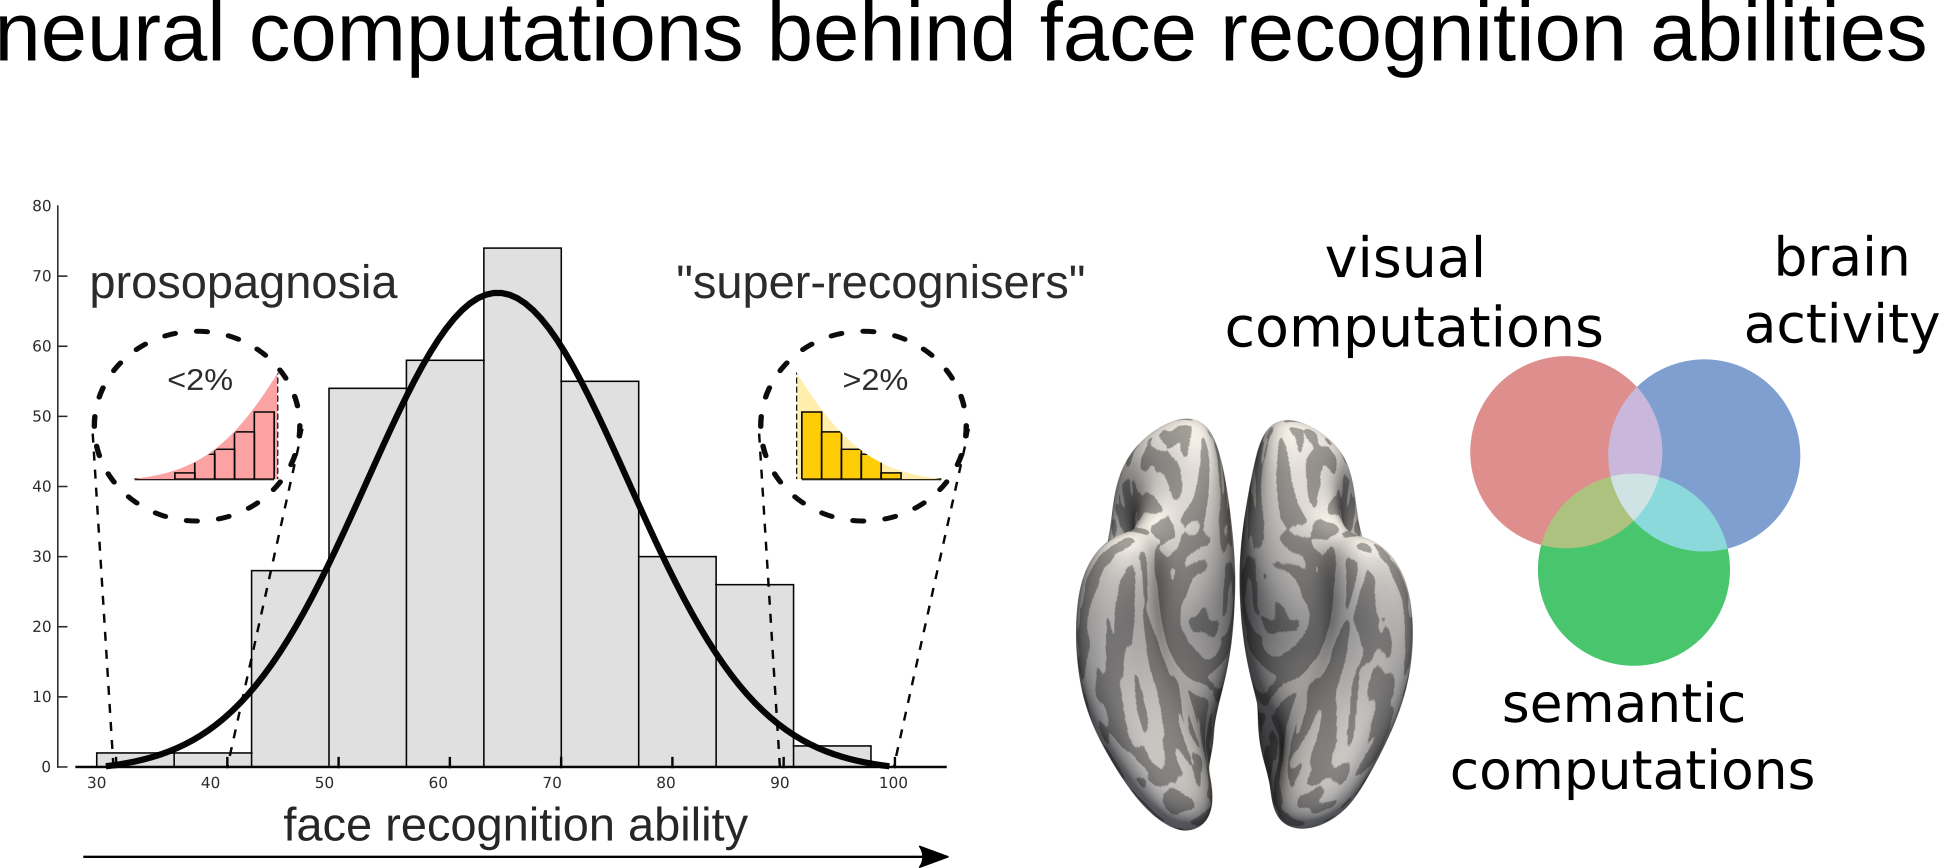 neural computations behind face recognition abilities
80
70
60
50
40
30
20
10
0
prosopagnosia
"super-recognisers"
<2%
>2%
30 40 50 60 70 80 90 100
face recognition ability
visual
computations
brain
activity
semantic
computations